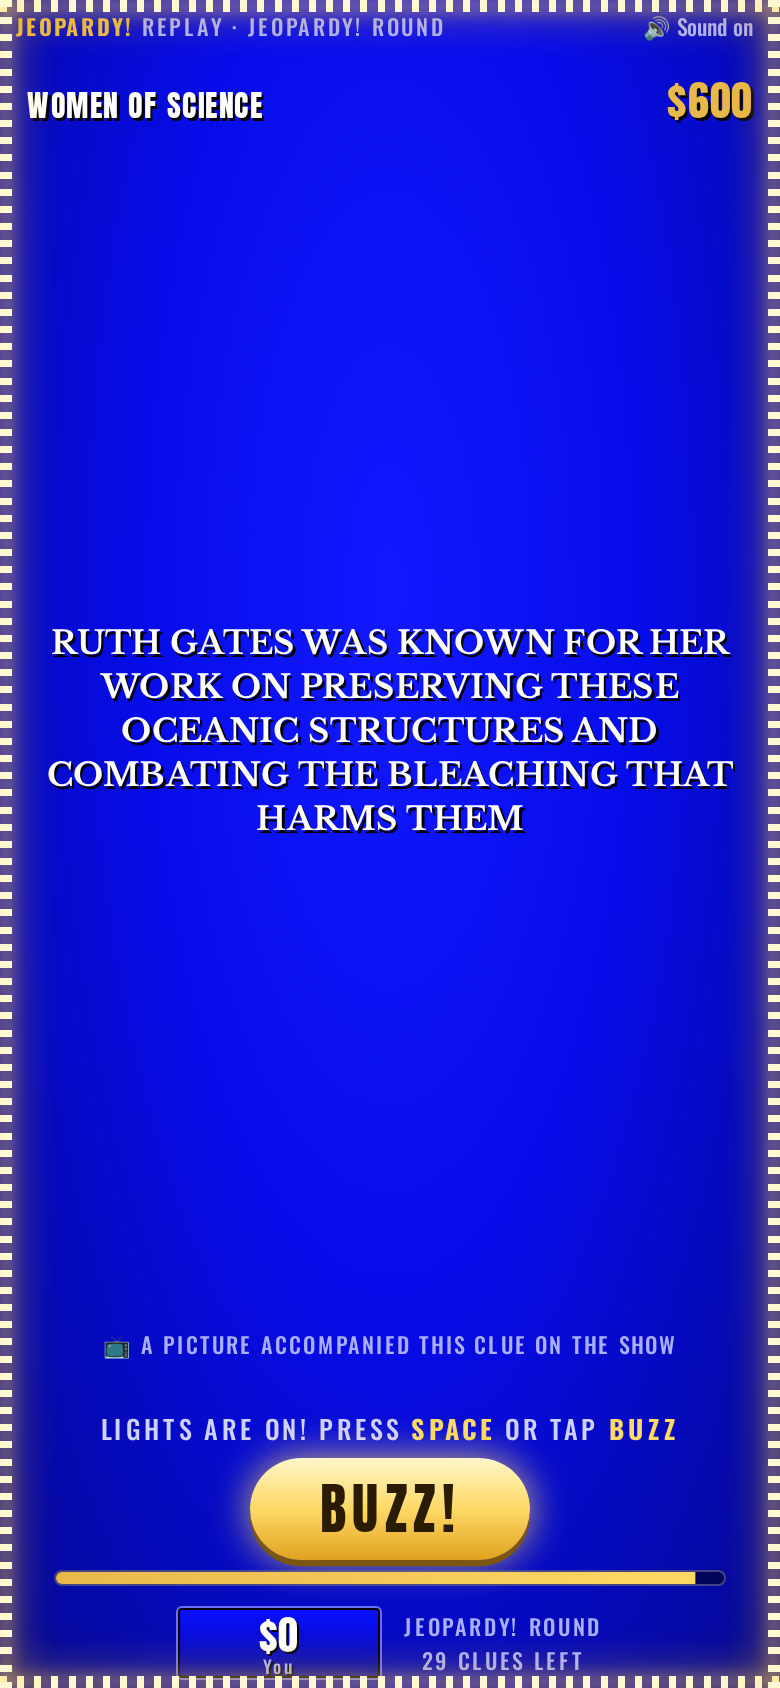 JEOPARDY! REPLAY · JEOPARDY! ROUND
🔊 Sound on
WOMEN OF SCIENCE
$600
RUTH GATES WAS KNOWN FOR HER
WORK ON PRESERVING THESE
OCEANIC STRUCTURES AND
COMBATING THE BLEACHING THAT
HARMS THEM
📺 A PICTURE ACCOMPANIED THIS CLUE ON THE SHOW
LIGHTS ARE ON! PRESS SPACE OR TAP BUZZ
BUZZ!
$0
You
JEOPARDY! ROUND
29 CLUES LEFT